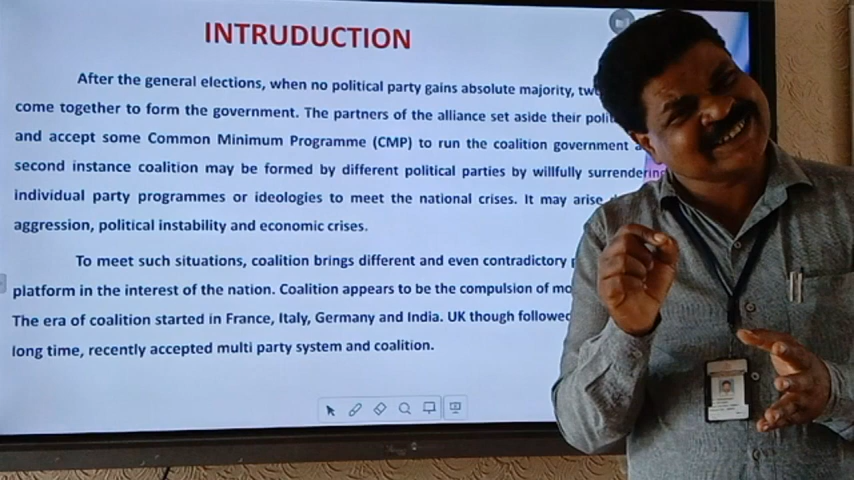 INTRUDUCTION
After the general elections, when no political party gains absolute majority,
come together to form the government. The partners of the alliance set aside their
and accept some Common Minimum Programme (CMP) to run the coalition government
second instance coalition may be formed by different political parties by willfully surrendering
individual party programmes or ideologies to meet the national crises. It may arise
aggression, political instability and economic crises.
To meet such situations, coalition brings different and even contradictory
platform in the interest of the nation. Coalition appears to be the compulsion of
The era of coalition started in France, Italy, Germany and India. UK though followed
long time, recently accepted multi party system and coalition.